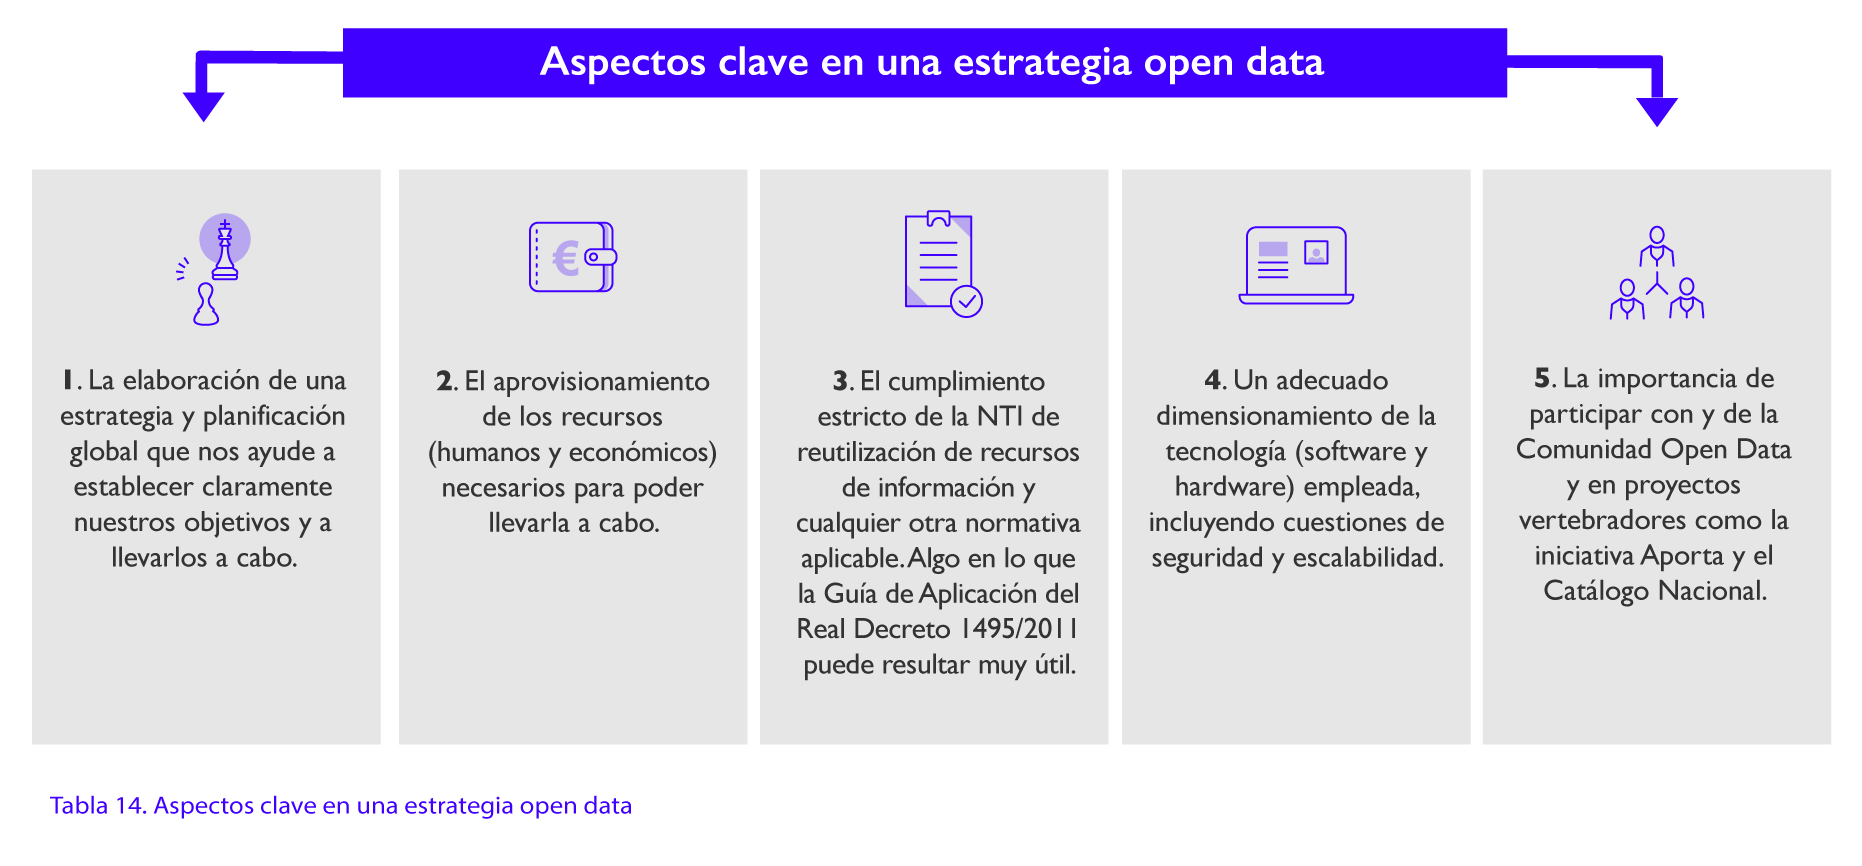 Aspectos clave en una estrategia open data
1. La elaboración de una
estrategia y planificación
global que nos ayude a
establecer claramente
nuestros objetivos y a
llevarlos a cabo.
2. El aprovisionamiento
de los recursos
(humanos y económicos)
necesarios para poder
llevarla a cabo.
3. El cumplimiento
estricto de la NTI de
reutilización de recursos
de información y
cualquier otra normativa
aplicable. Algo en lo que
la Guía de Aplicación del
Real Decreto 1495/2011
puede resultar muy útil.
4. Un adecuado
dimensionamiento de la
tecnología (software y
hardware) empleada,
incluyendo cuestiones de
seguridad y escalabilidad.
5. La importancia de
participar con y de la
Comunidad Open Data
y en proyectos
vertebradores como la
iniciativa Aporta y el
Catálogo Nacional.
Tabla 14. Aspectos clave en una estrategia open data